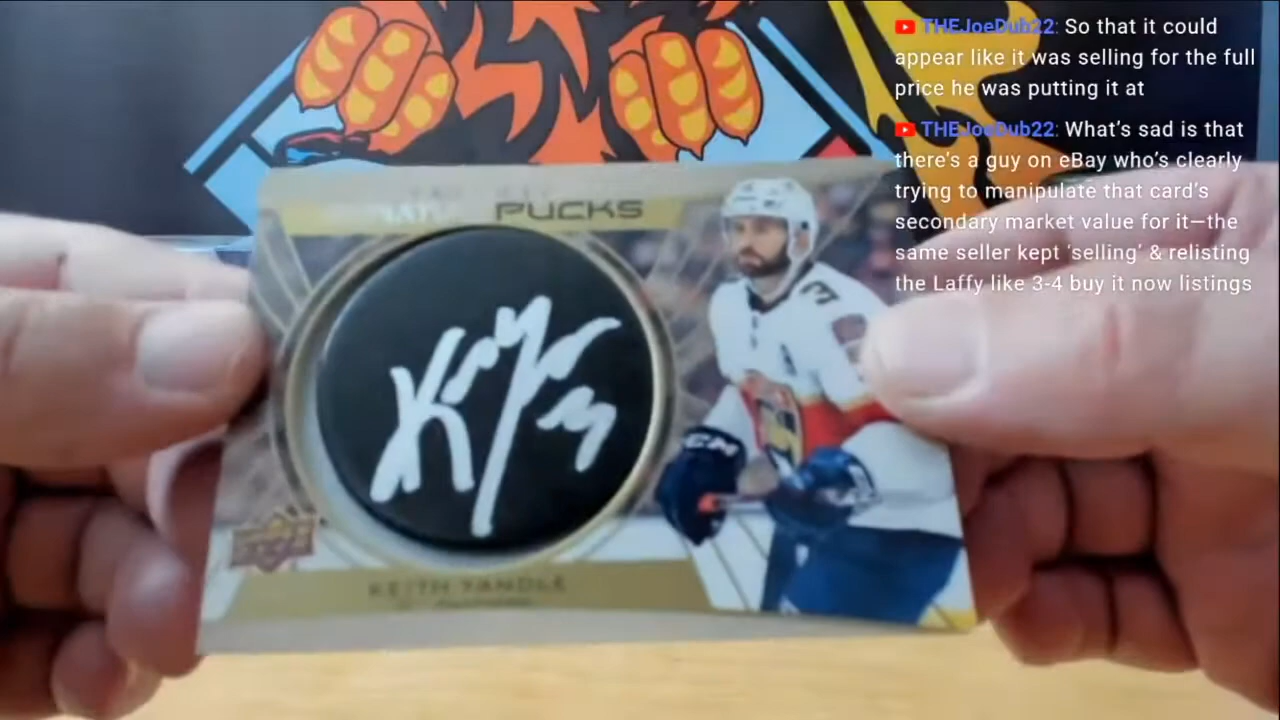 THEJoeDub22: So that it could
appear like it was selling for the full
price he was putting it at
THEJoeDub22: What's sad is that
there's a guy on eBay who's clearly
trying to manipulate that card's
secondary market value for it—the
same seller kept 'selling' & relisting
the Laffy like 3-4 buy it now listings
PUCKS
3
CCM
KEITH YANDLE